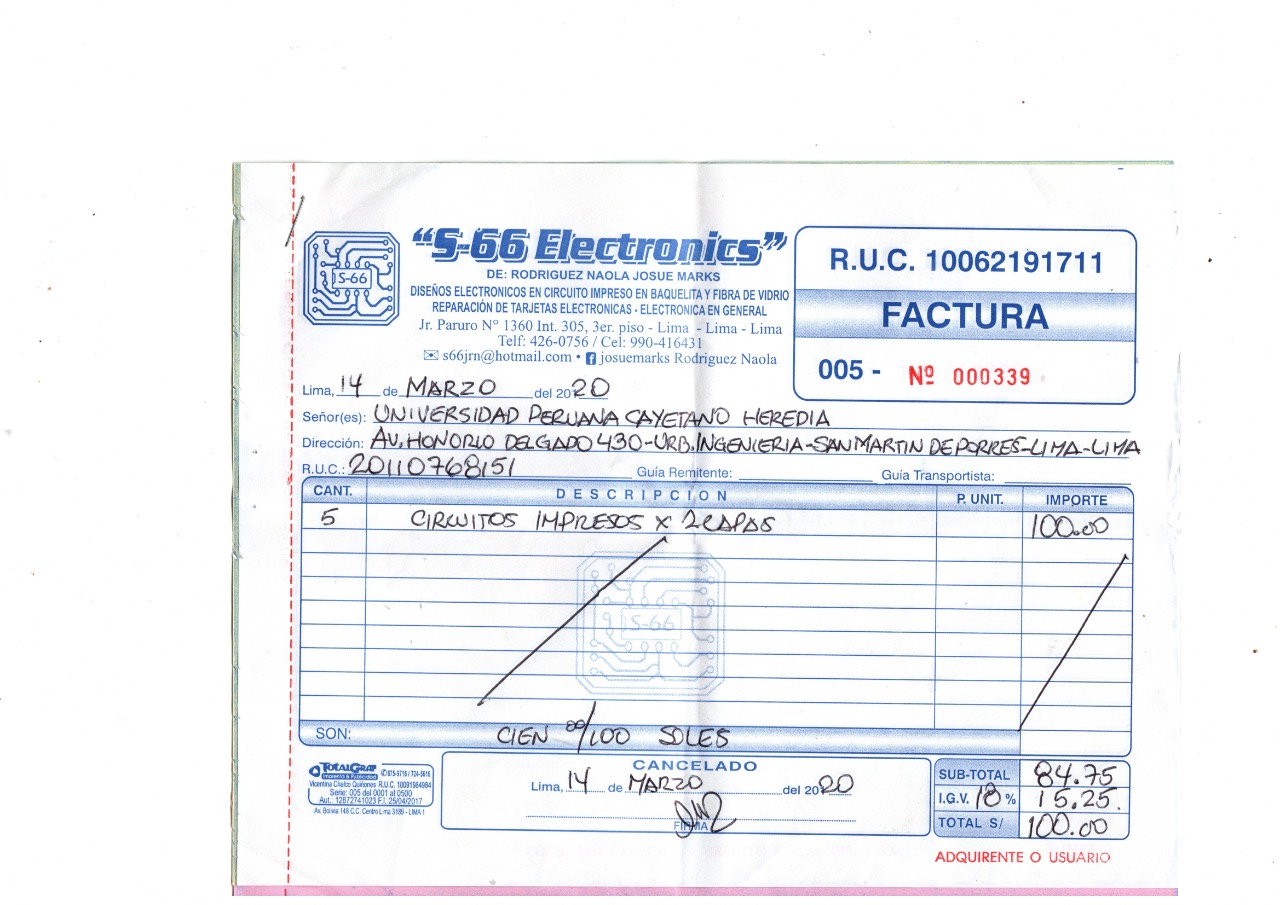 "S-66 Electronics"
DE: RODRIGUEZ NAOLA JOSUE MARKS
DISEÑOS ELECTRONICOS EN CIRCUITO IMPRESO EN BAQUELITA Y FIBRA DE VIDRIO
REPARACIÓN DE TARJETAS ELECTRONICAS - ELECTRONICA EN GENERAL
Jr. Paruro N° 1360 Int. 305, 3er. piso - Lima - Lima - Lima
Telf: 426-0756 / Cel: 990-416431
s66jrn@hotmail.com • josuemarks Rodriguez Naola
S-66
R.U.C. 10062191711
FACTURA
005 - Nº 000339
Lima, 14 de MARZO del 2020
Señor(es): UNIVERSIDAD PERUANA CAYETANO HEREDIA
Dirección: AV. HONORIO DELGADO 430-URB. INGENIERIA-SAN MARTIN DE PORRES-LIMA-LIMA
R.U.C.: 20110768151 Guía Remitente: Guía Transportista:
CANT. DESCRIPCION P. UNIT. IMPORTE
5 CIRCUITOS IMPRESOS X 2 CAPAS 100.00
S-66
SON: CIEN 00/100 SOLES
TOTALGRAF 675-5716 / 724-5616
Imprenta & Publicidad
Vicentina Chalco Quiñones R.U.C. 10091984984
Serie: 005 del 0001 al 0500
Aut.: 12872741023 F.I. 25/04/2017
Av. Bolivia 148 C.C. Centro Lima 3189 - LIMA 1
CANCELADO
Lima, 14 de MARZO del 2020
FIRMA
SUB-TOTAL 84.75
I.G.V. 18 % 15.25.
TOTAL S/ 100.00
ADQUIRENTE O USUARIO